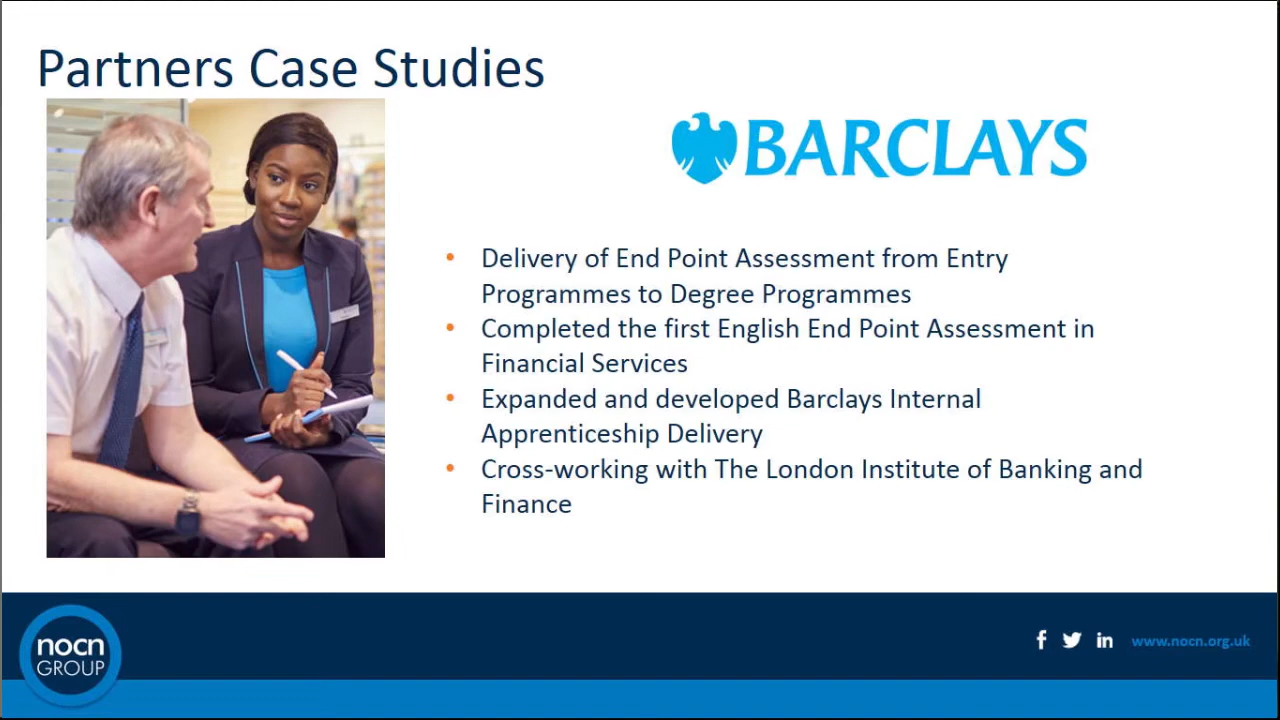 Partners Case Studies
BARCLAYS
• Delivery of End Point Assessment from Entry
Programmes to Degree Programmes
• Completed the first English End Point Assessment in
Financial Services
• Expanded and developed Barclays Internal
Apprenticeship Delivery
• Cross-working with The London Institute of Banking and
Finance
nocn
GROUP
www.nocn.org.uk